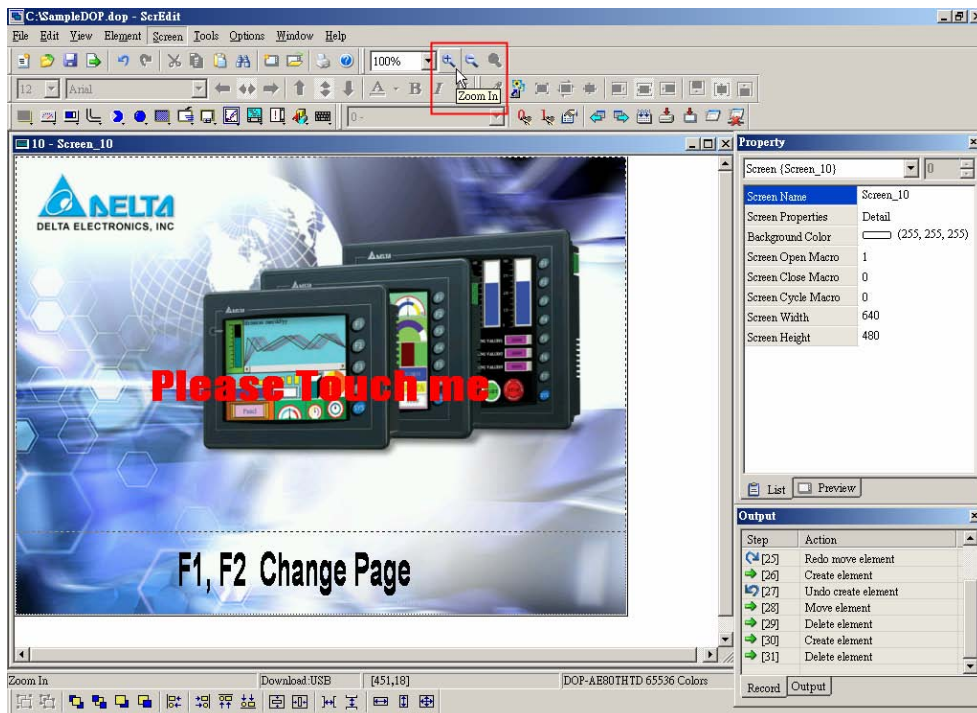 C:\SampleDOP.dop - ScrEdit
File Edit View Element Screen Tools Options Window Help
100%
12 Arial A B I
Zoom In
0 -
10 - Screen_10
DELTA
DELTA ELECTRONICS, INC
Please Touch me
F1, F2 Change Page
Property
Screen {Screen_10} 0
Screen Name Screen_10
Screen Properties Detail
Background Color (255, 255, 255)
Screen Open Macro 1
Screen Close Macro 0
Screen Cycle Macro 0
Screen Width 640
Screen Height 480
List Preview
Output
Step Action
[25] Redo move element
[26] Create element
[27] Undo create element
[28] Move element
[29] Delete element
[30] Create element
[31] Delete element
Record Output
Zoom In Download:USB [451,18] DOP-AE80THTD 65536 Colors